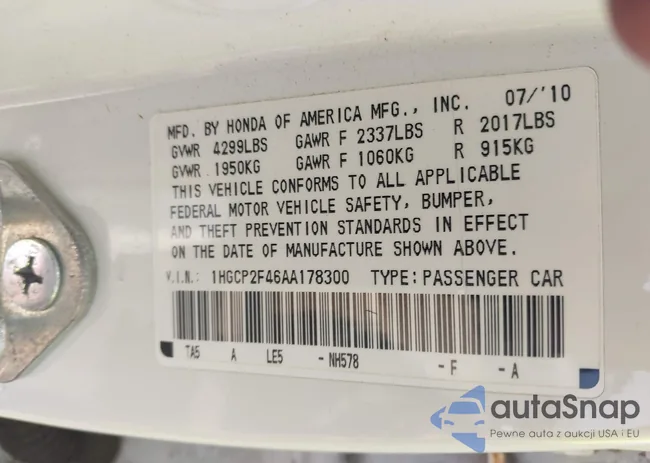 MFD. BY HONDA OF AMERICA MFG., INC. 07/'10
GVWR 4299LBS GAWR F 2337LBS R 2017LBS
GVWR 1950KG GAWR F 1060KG R 915KG
THIS VEHICLE CONFORMS TO ALL APPLICABLE
FEDERAL MOTOR VEHICLE SAFETY, BUMPER,
AND THEFT PREVENTION STANDARDS IN EFFECT
ON THE DATE OF MANUFACTURE SHOWN ABOVE.
V.I.N.: 1HGCP2F46AA178300 TYPE: PASSENGER CAR
TA5 A LE5 -NH578 -F -A
autaSnap
Pewne auta z aukcji USA i EU